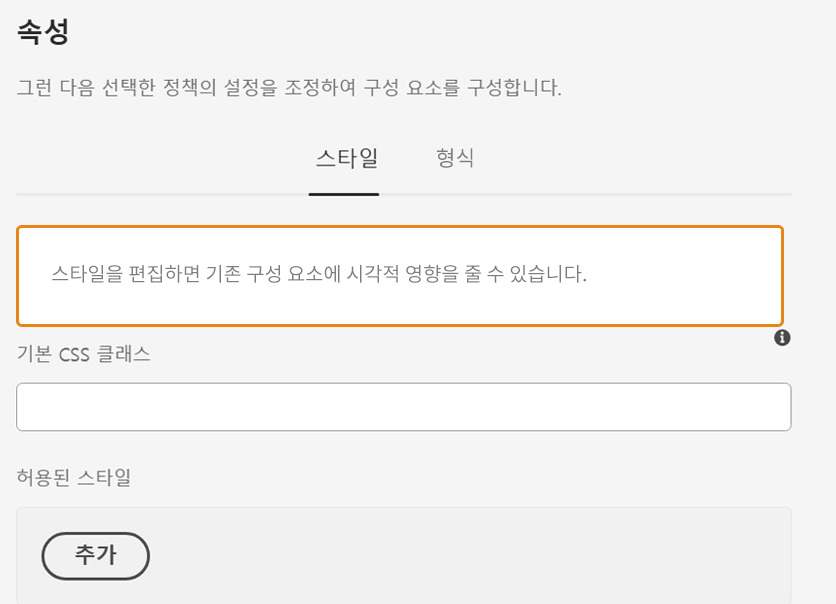 속성
그런 다음 선택한 정책의 설정을 조정하여 구성 요소를 구성합니다.
스타일 형식
스타일을 편집하면 기존 구성 요소에 시각적 영향을 줄 수 있습니다.
기본 CSS 클래스
허용된 스타일
추가